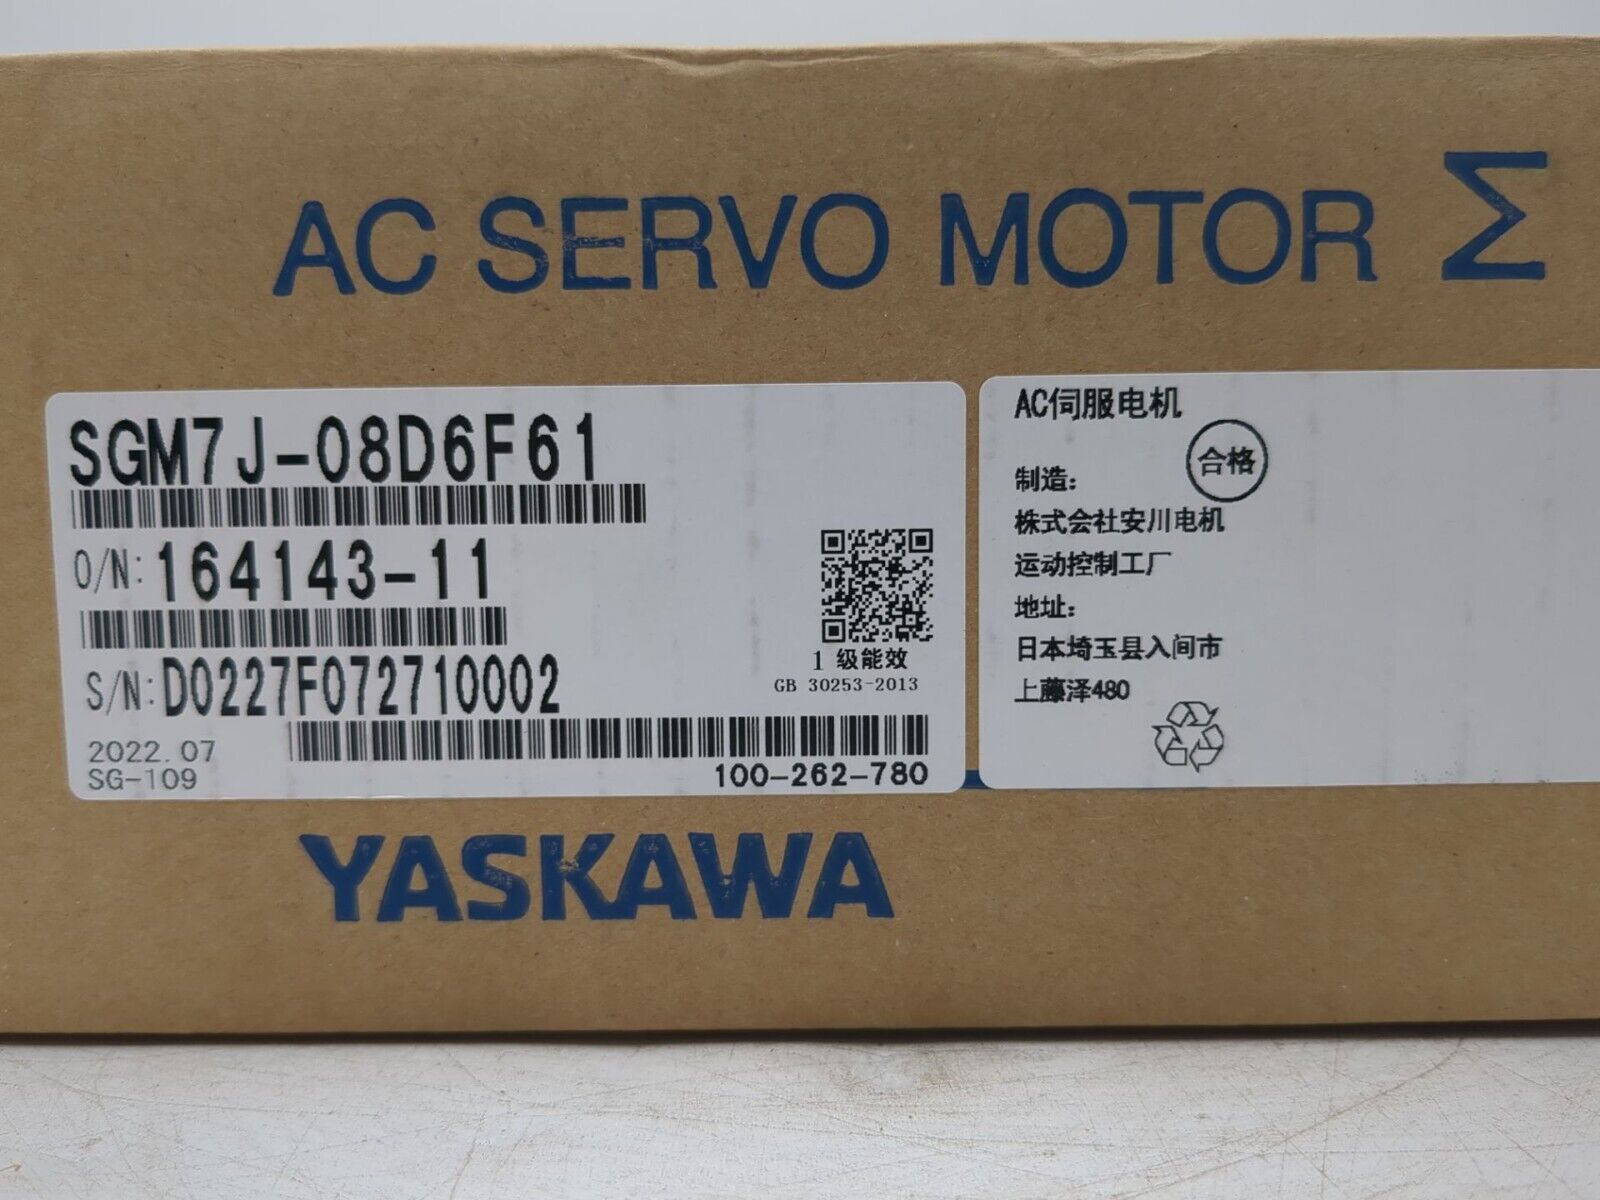 AC SERVO MOTOR Σ
SGM7J-08D6F61
O/N: 164143-11
S/N: D0227F072710002
1 级能效
GB 30253-2013
2022.07
SG-109
100-262-780
AC伺服电机
合格
制造:
株式会社安川电机
运动控制工厂
地址:
日本埼玉县入间市
上藤泽480
YASKAWA